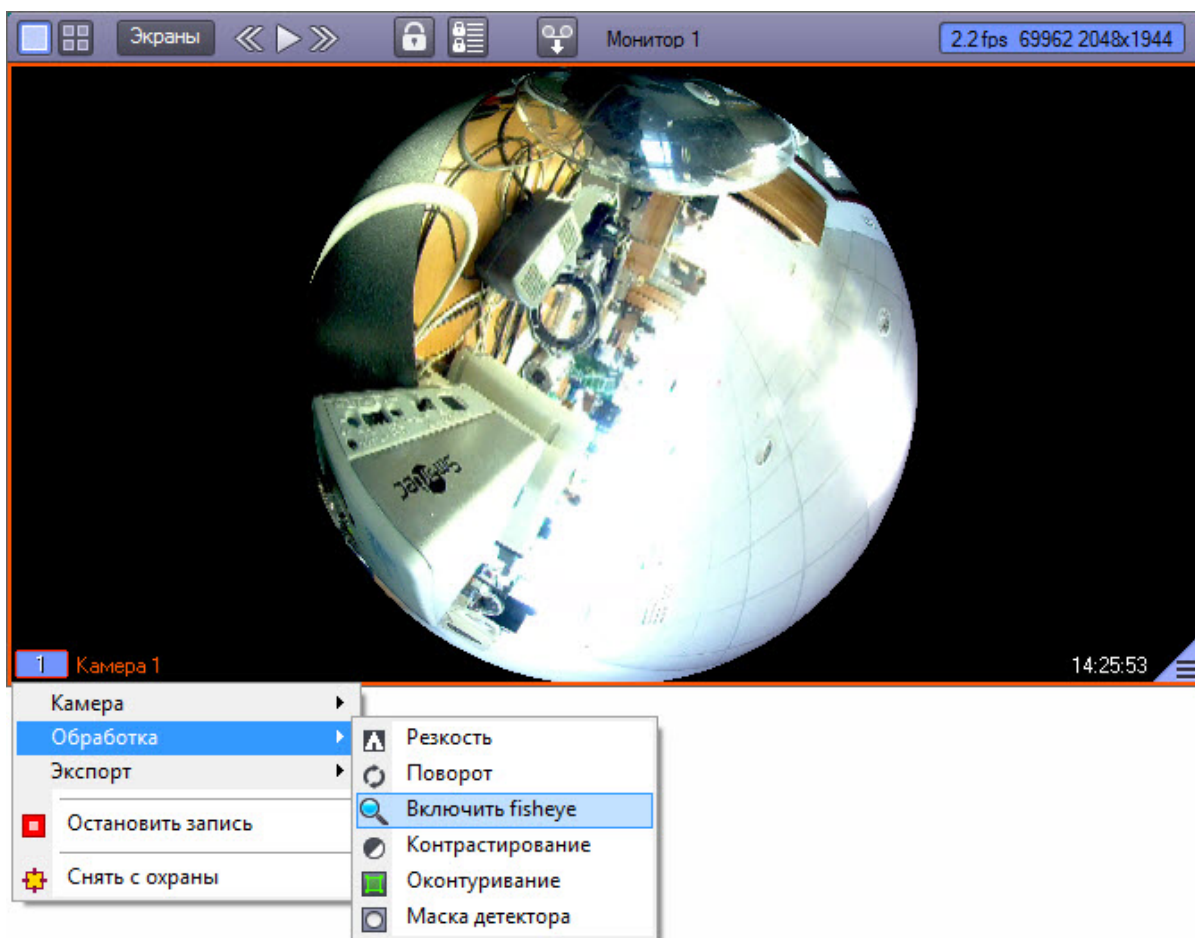 Экраны
Монитор 1
2.2 fps 69962 2048x1944
1 Камера 1
14:25:53
Камера
Обработка
Экспорт
Остановить запись
Снять с охраны
Резкость
Поворот
Включить fisheye
Контрастирование
Оконтуривание
Маска детектора